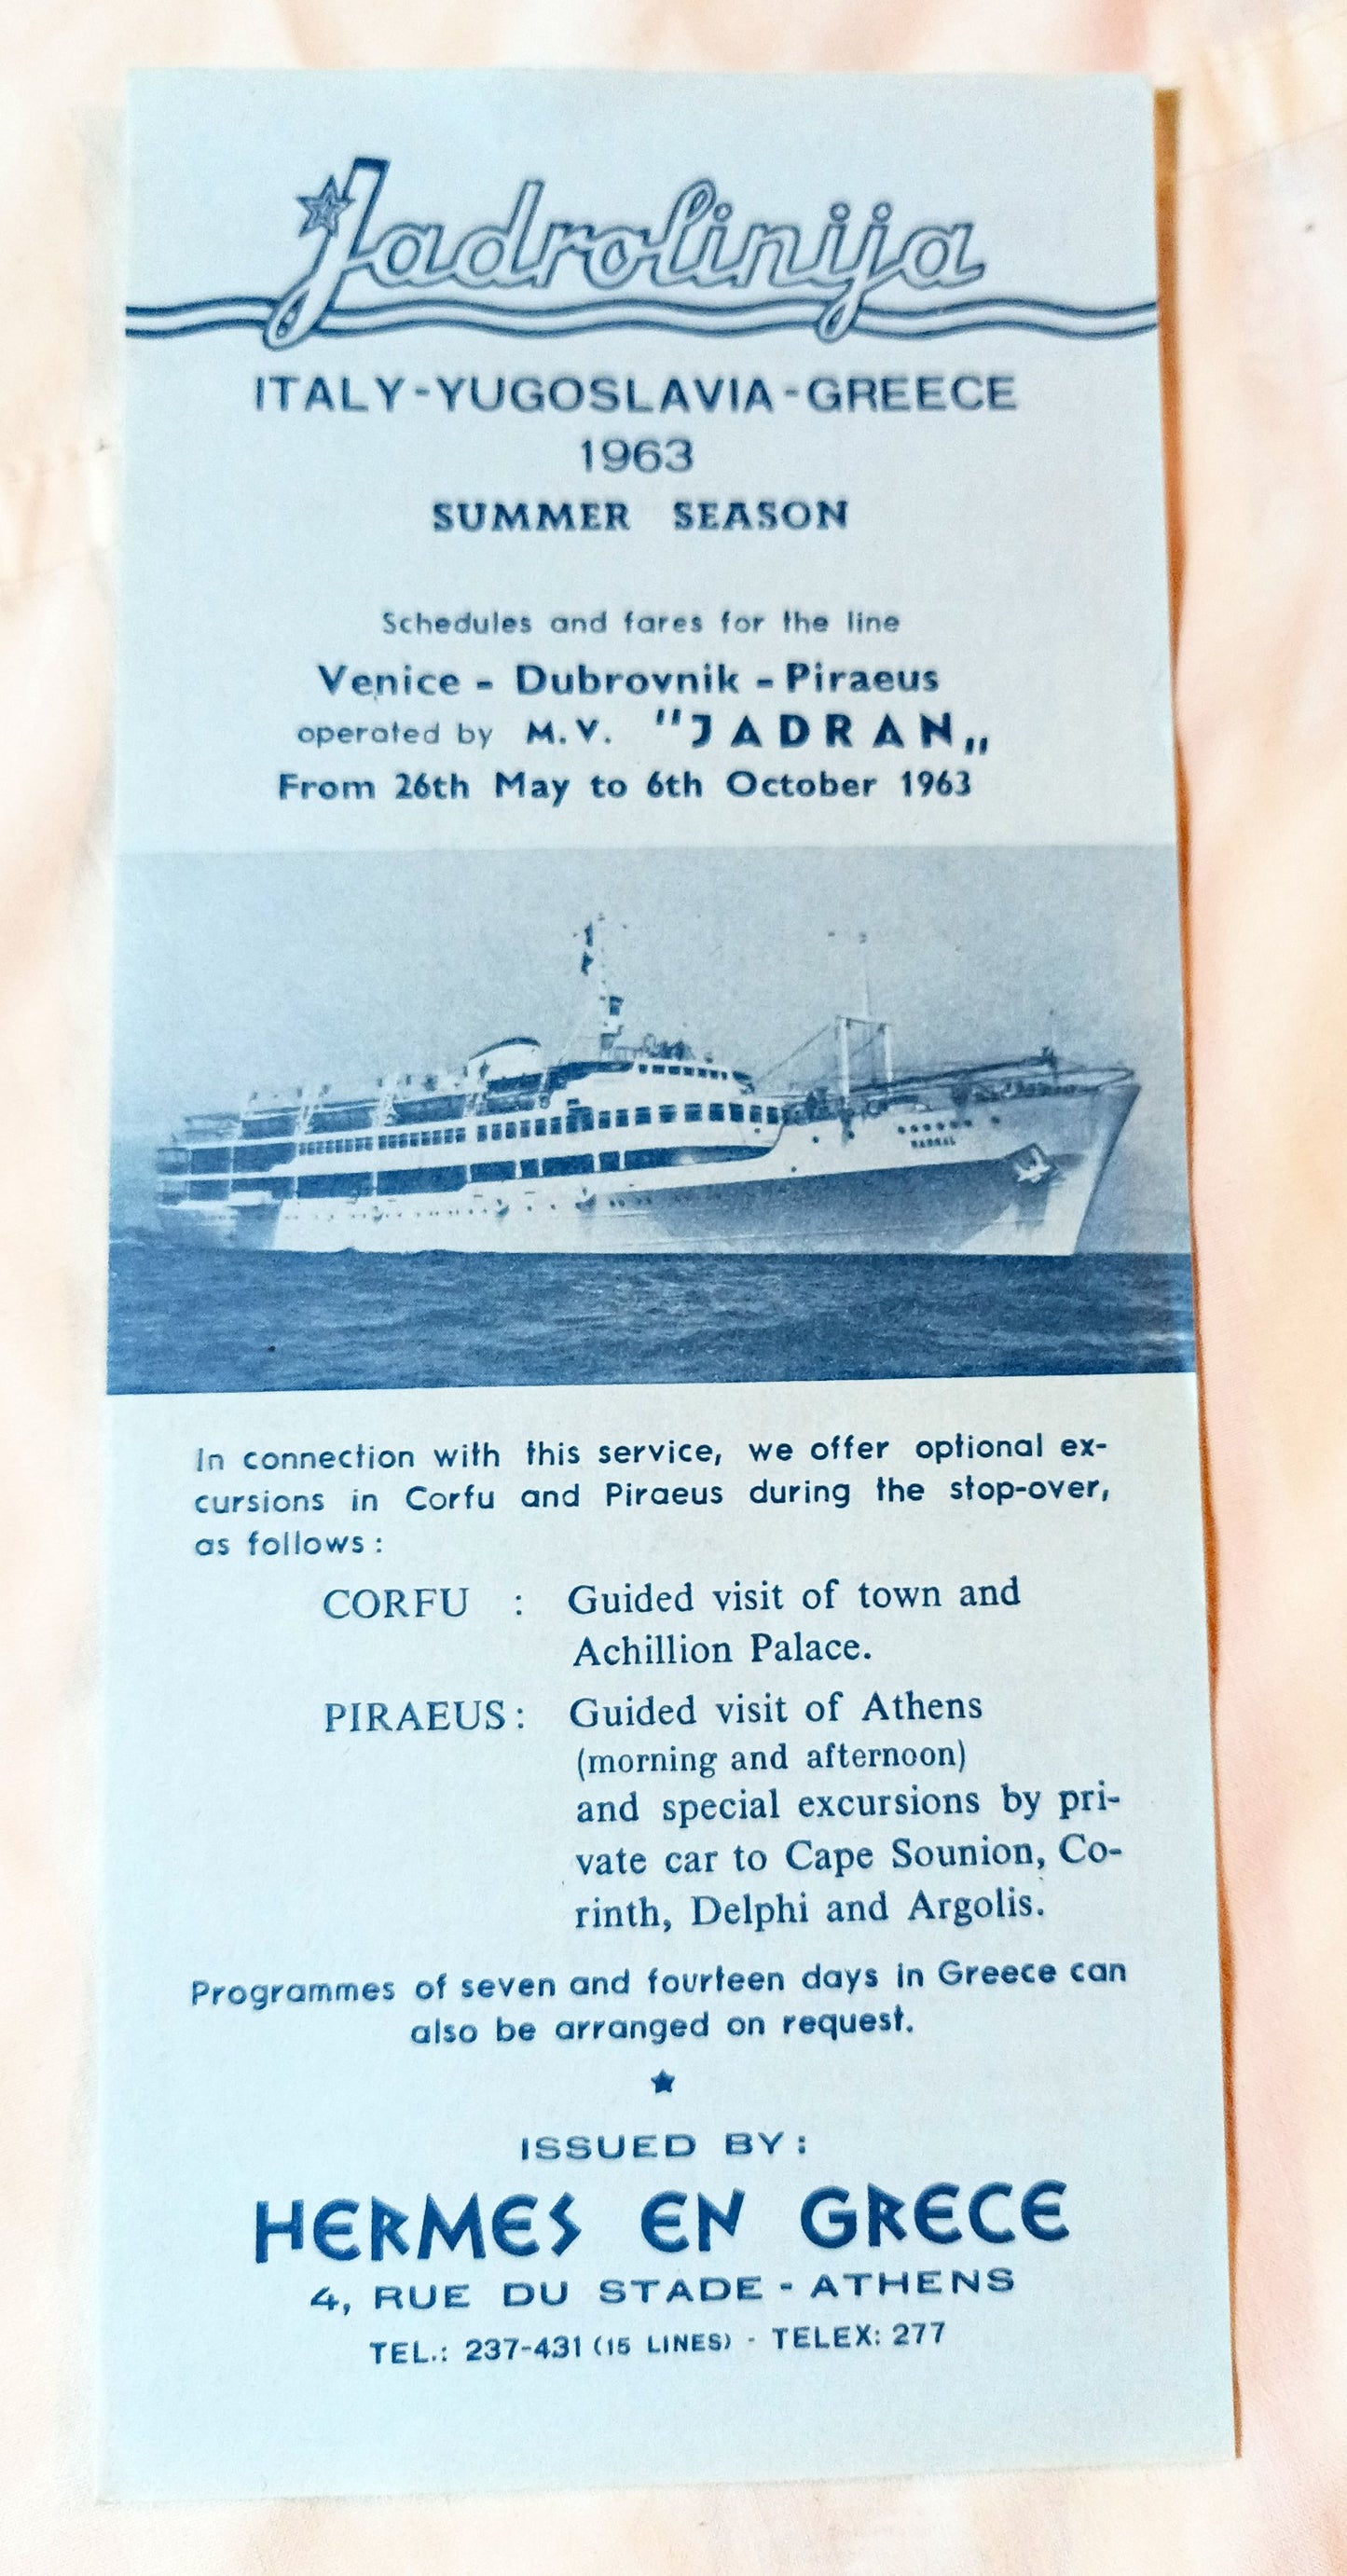 Jadrolinija
ITALY-YUGOSLAVIA-GREECE
1963
SUMMER SEASON
Schedules and fares for the line
Venice - Dubrovnik - Piraeus
operated by M.V. "JADRAN„
From 26th May to 6th October 1963
In connection with this service, we offer optional ex-
cursions in Corfu and Piraeus during the stop-over,
as follows:
CORFU : Guided visit of town and
Achillion Palace.
PIRAEUS: Guided visit of Athens
(morning and afternoon)
and special excursions by pri-
vate car to Cape Sounion, Co-
rinth, Delphi and Argolis.
Programmes of seven and fourteen days in Greece can
also be arranged on request.
ISSUED BY:
HERMES EN GRECE
4, RUE DU STADE - ATHENS
TEL.: 237-431 (15 LINES) - TELEX: 277